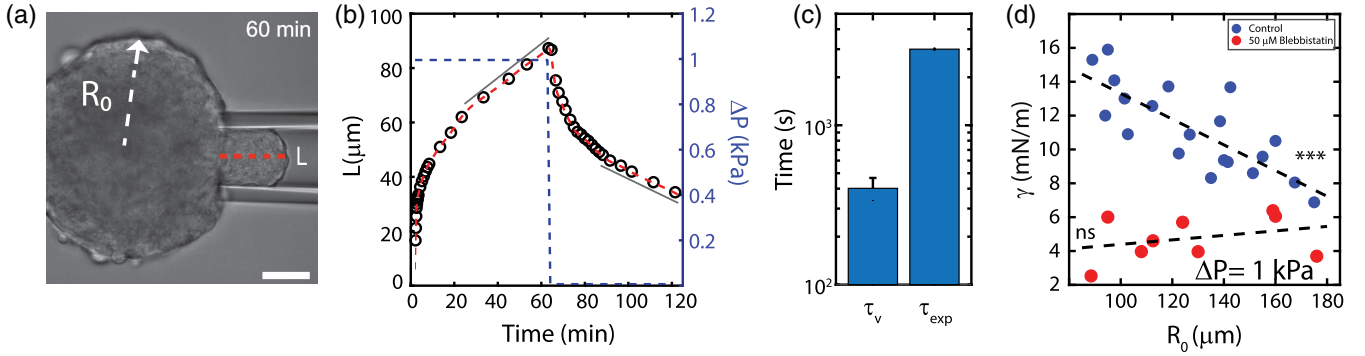 (a)
60 min
R0
L
(b)
L(μm)
100
80
60
40
20
0
0 20 40 60 80 100 120
Time (min)
1.2
1
0.8
0.6
0.4
0.2
0
ΔP (kPa)
(c)
Time (s)
10³
10²
τv τexp
(d)
γ (mN/m)
16
14
12
10
8
6
4
2
Control
50 μM Blebbistatin
***
ns
ΔP= 1 kPa
100 120 140 160 180
R0 (μm)